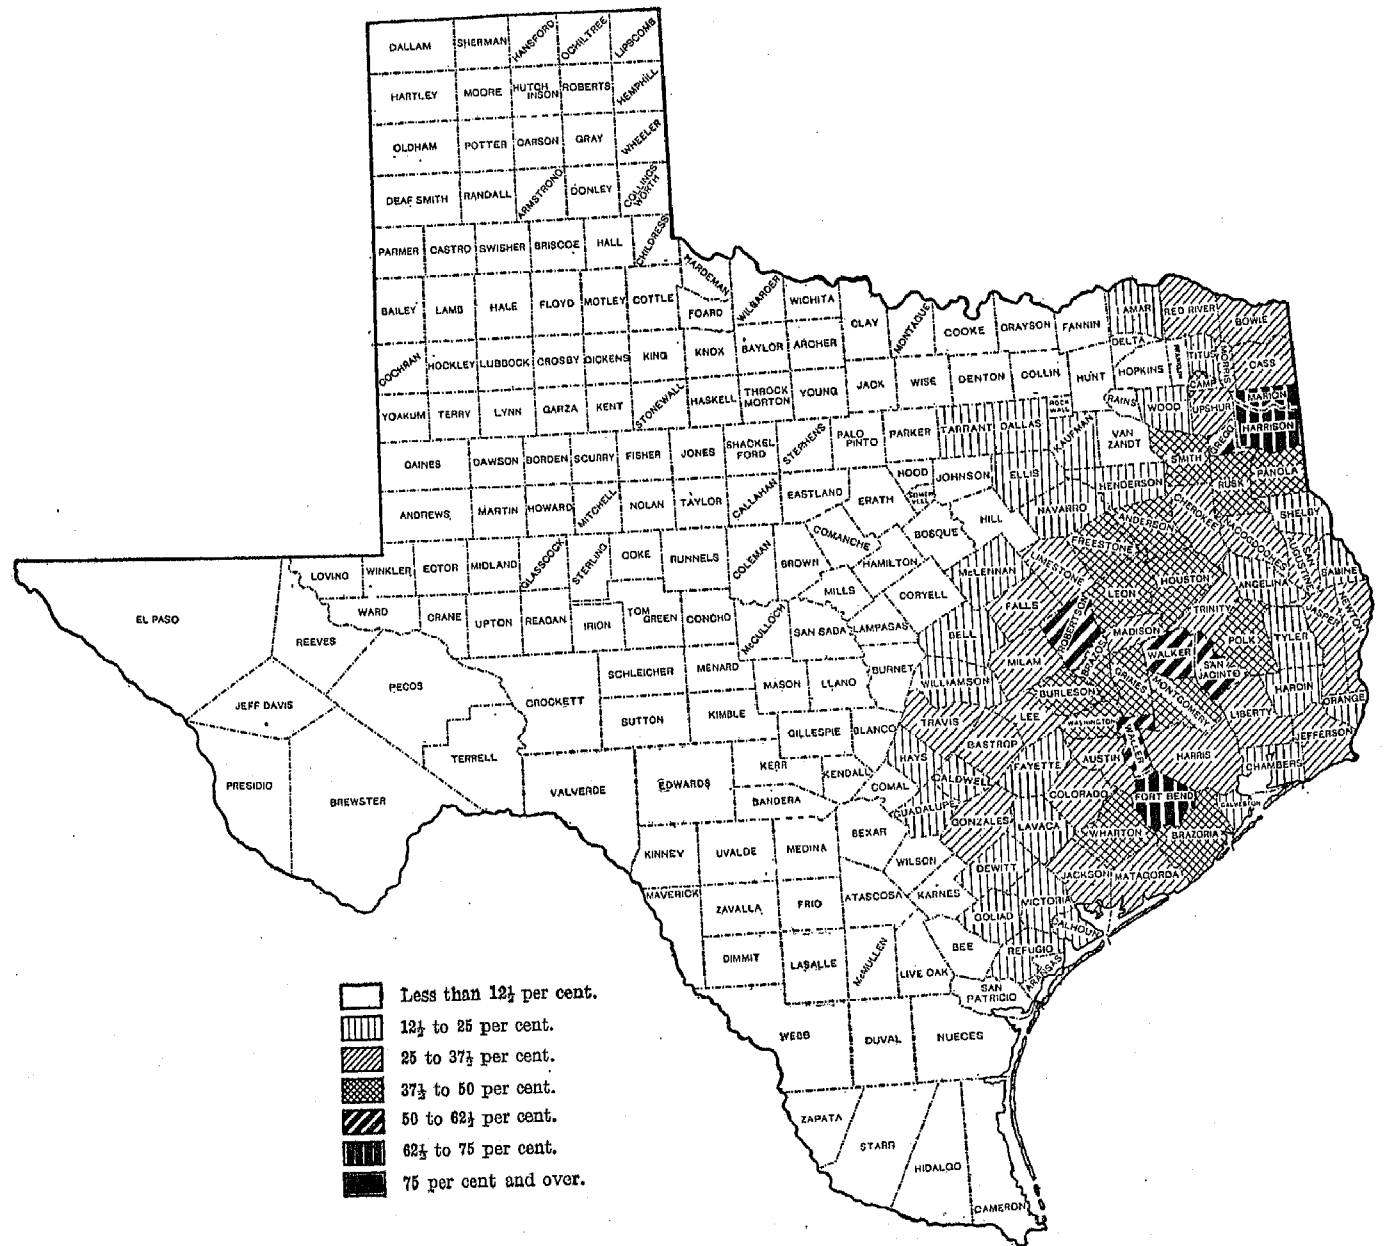 DALLAM SHERMAN HANSFORD OCHILTREE LIPSCOMB
HARTLEY MOORE HUTCH
INSON ROBERTS HEMPHILL
OLDHAM POTTER CARSON GRAY WHEELER
DEAF SMITH RANDALL ARMSTRONG DONLEY COLLINGS
WORTH
PARMER CASTRO SWISHER BRISCOE HALL CHILDRESS
HARDEMAN
BAILEY LAMB HALE FLOYD MOTLEY COTTLE FOARD WILBARGER WICHITA CLAY MONTAGUE COOKE GRAYSON FANNIN LAMAR RED RIVER BOWIE
COCHRAN HOCKLEY LUBBOCK CROSBY DICKENS KING KNOX BAYLOR ARCHER DELTA TITUS MORRIS CASS
YOAKUM TERRY LYNN GARZA KENT STONEWALL HASKELL THROCK
MORTON YOUNG JACK WISE DENTON COLLIN HUNT HOPKINS CAMP MARION
ROCK
WALL RAINS WOOD UPSHUR GREGG HARRISON
GAINES DAWSON BORDEN SCURRY FISHER JONES SHACKEL
FORD STEPHENS PALO
PINTO PARKER TARRANT DALLAS KAUFMAN VAN
ZANDT SMITH RUSK PANOLA
ANDREWS MARTIN HOWARD MITCHELL NOLAN TAYLOR CALLAHAN EASTLAND ERATH HOOD JOHNSON ELLIS HENDERSON
NAVARRO ANDERSON CHEROKEE NACOGDOCHES SHELBY
EL PASO LOVING WINKLER ECTOR MIDLAND GLASSCOCK STERLING COKE RUNNELS COLEMAN BROWN COMANCHE HAMILTON BOSQUE HILL
McLENNAN LIMESTONE FREESTONE LEON HOUSTON ANGELINA SAN
AUGUSTINE SABINE NEWTON
REEVES WARD CRANE UPTON REAGAN IRION TOM
GREEN CONCHO McCULLOCH SAN SABA MILLS LAMPASAS CORYELL
BELL FALLS ROBERTSON MADISON TRINITY WALKER POLK TYLER JASPER
JEFF DAVIS PECOS CROCKETT SCHLEICHER MENARD MASON LLANO BURNET
WILLIAMSON MILAM BRAZOS BURLESON GRIMES MONTGOMERY SAN
JACINTO HARDIN ORANGE
TERRELL SUTTON KIMBLE GILLESPIE BLANCO
TRAVIS LEE BASTROP WASHINGTON LIBERTY JEFFERSON
PRESIDIO BREWSTER VALVERDE EDWARDS KERR KENDALL COMAL HAYS CALDWELL FAYETTE AUSTIN WALLER HARRIS CHAMBERS
BANDERA GUADALUPE COLORADO FORT BEND GALVESTON
KINNEY UVALDE MEDINA BEXAR GONZALES LAVACA WHARTON BRAZORIA
WILSON DEWITT JACKSON MATAGORDA
MAVERICK ZAVALLA FRIO ATASCOSA KARNES GOLIAD VICTORIA CALHOUN
DIMMIT LASALLE McMULLEN LIVE OAK BEE REFUGIO ARANSAS
SAN
PATRICIO
WEBB DUVAL NUECES
ZAPATA STARR HIDALGO CAMERON
Less than 12½ per cent.
12½ to 25 per cent.
25 to 37½ per cent.
37½ to 50 per cent.
50 to 62½ per cent.
62½ to 75 per cent.
75 per cent and over.